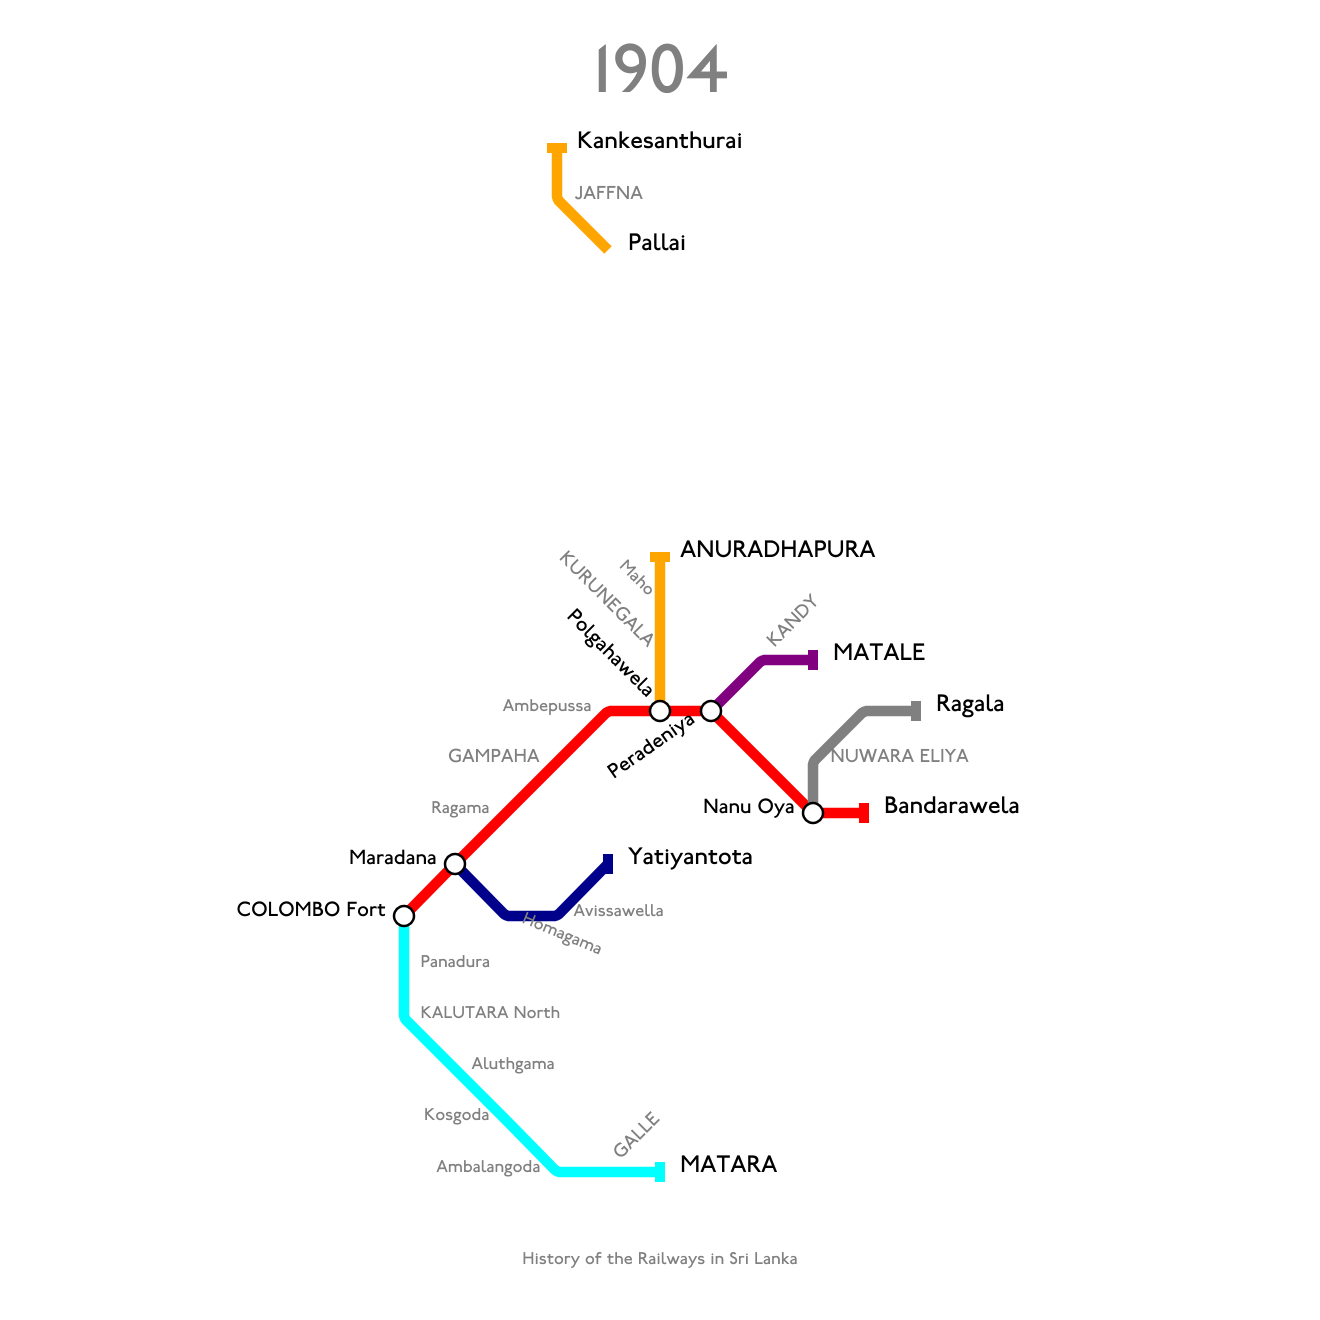 1904
Kankesanthurai
JAFFNA
Pallai
ANURADHAPURA
Maho
KURUNEGALA
KANDY
Polgahawela
MATALE
Ragala
Ambepussa
Peradeniya
GAMPAHA
NUWARA ELIYA
Ragama
Nanu Oya
Bandarawela
Maradana
Yatiyantota
COLOMBO Fort
Avissawella
Homagama
Panadura
KALUTARA North
Aluthgama
Kosgoda
GALLE
Ambalangoda
MATARA
History of the Railways in Sri Lanka